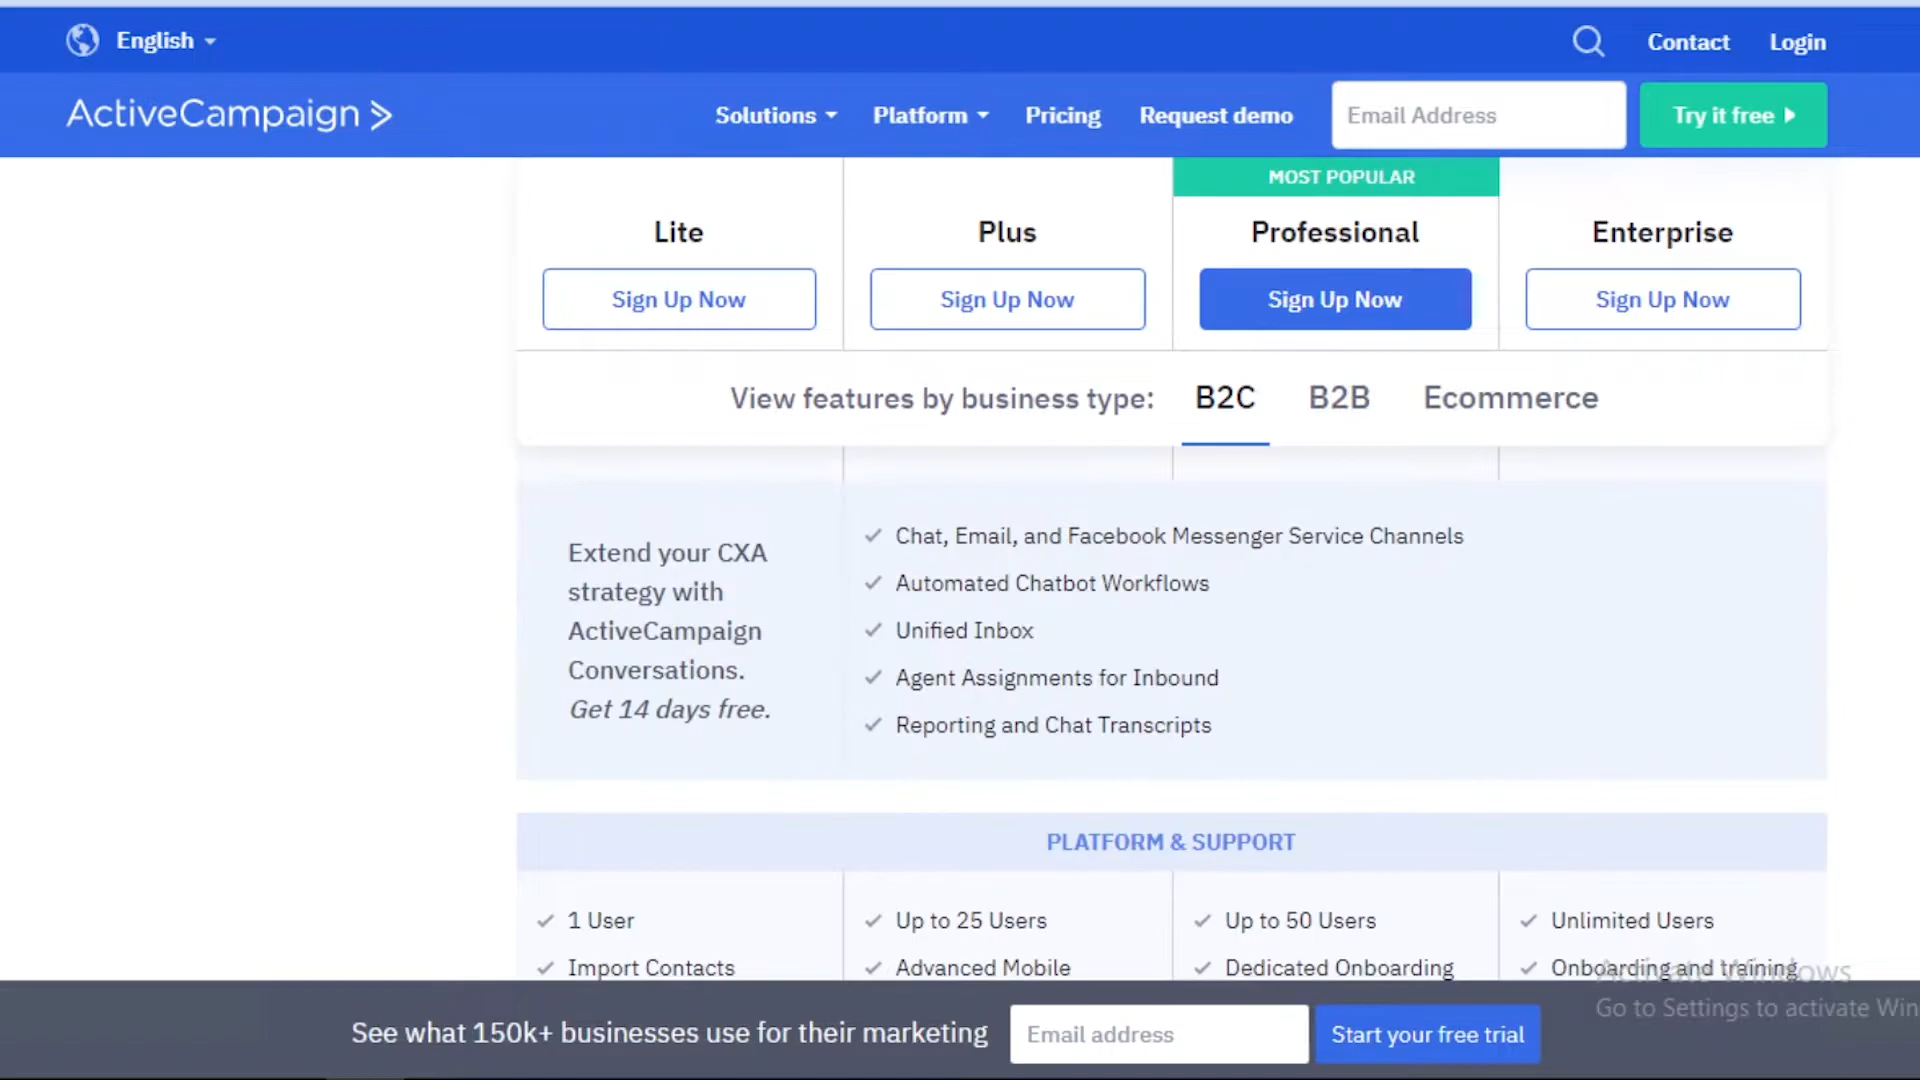 English
Contact
Login
ActiveCampaign
Solutions
Platform
Pricing
Request demo
Email Address
Try it free
MOST POPULAR
Lite
Plus
Professional
Enterprise
Sign Up Now
Sign Up Now
Sign Up Now
Sign Up Now
View features by business type:
B2C
B2B
Ecommerce
Extend your CXA
strategy with
ActiveCampaign
Conversations.
Get 14 days free.
Chat, Email, and Facebook Messenger Service Channels
Automated Chatbot Workflows
Unified Inbox
Agent Assignments for Inbound
Reporting and Chat Transcripts
PLATFORM & SUPPORT
1 User
Up to 25 Users
Up to 50 Users
Unlimited Users
Import Contacts
Advanced Mobile
Dedicated Onboarding
Onboarding and training
Activate Windows
Go to Settings to activate Win
See what 150k+ businesses use for their marketing
Email address
Start your free trial